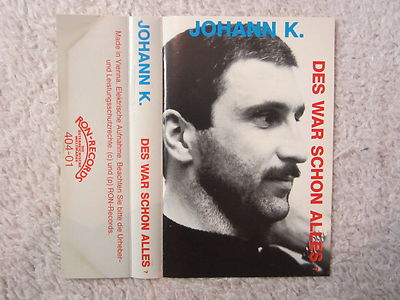 Made in Vienna. Elektrische Aufnahme. Beachten Sie bitte die Urheber-
und Leistungsschutzrechte. (c) und (p) RON-Records.
RON-RECORDS
404-01
JOHANN K.
DES WAR SCHON ALLES ?
JOHANN K.
DES WAR SCHON ALLES ?